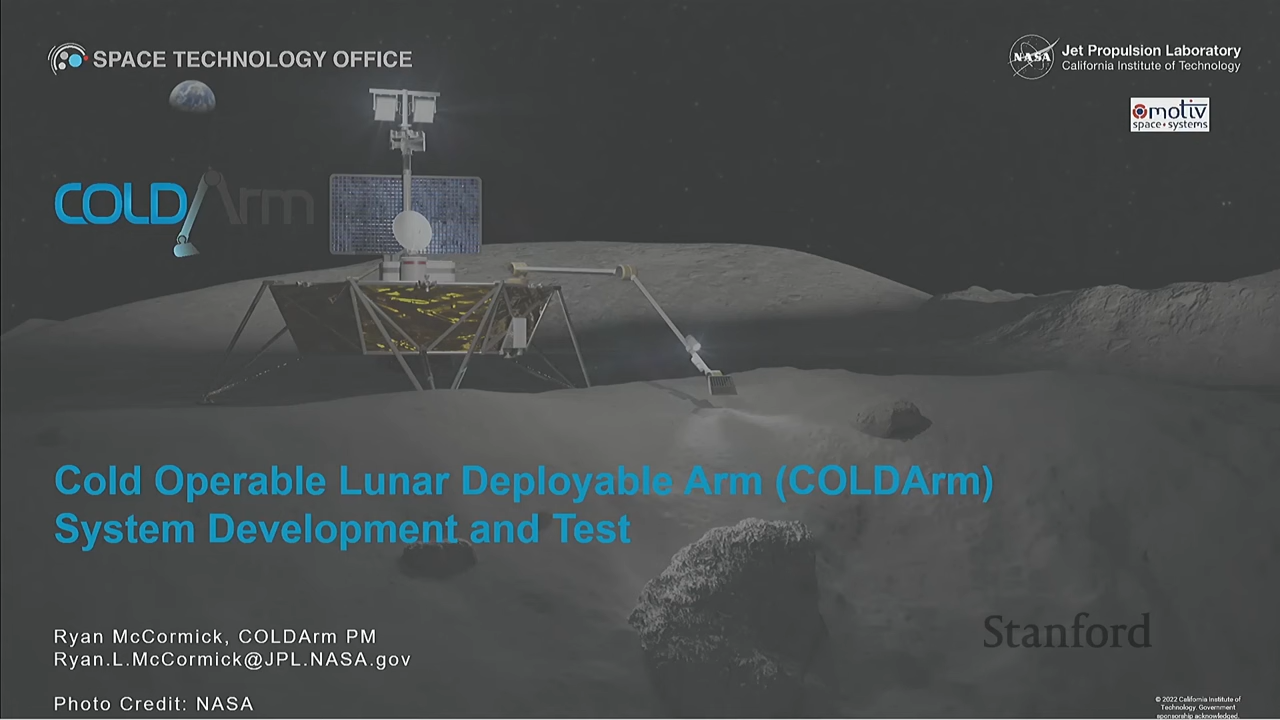 SPACE TECHNOLOGY OFFICE
NASA
Jet Propulsion Laboratory
California Institute of Technology
motiv
space systems
COLDArm
Cold Operable Lunar Deployable Arm (COLDArm)
System Development and Test
Ryan McCormick, COLDArm PM
Ryan.L.McCormick@JPL.NASA.gov
Stanford
Photo Credit: NASA
© 2022 California Institute of
Technology. Government
sponsorship acknowledged.